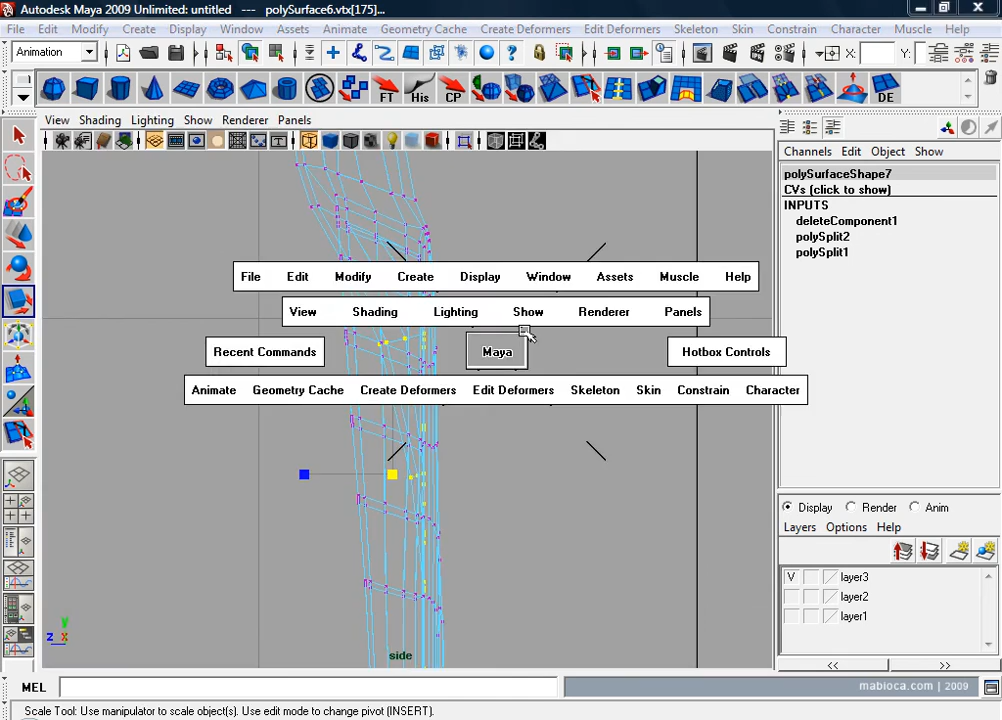 Autodesk Maya 2009 Unlimited: untitled --- polySurface6.vtx[175]...
File Edit Modify Create Display Window Assets Animate Geometry Cache Create Deformers Edit Deformers Skeleton Skin Constrain Character Muscle Help
Animation X: Y:
FT His CP DE
View Shading Lighting Show Renderer Panels
Channels Edit Object Show
polySurfaceShape7
CVs (click to show)
INPUTS
deleteComponent1
polySplit2
polySplit1
File Edit Modify Create Display Window Assets Muscle Help
View Shading Lighting Show Renderer Panels
Recent Commands Maya Hotbox Controls
Animate Geometry Cache Create Deformers Edit Deformers Skeleton Skin Constrain Character
Display Render Anim
Layers Options Help
V layer3
layer2
layer1
y
z x
side
<< >>
MEL mabioca.com | 2009
Scale Tool: Use manipulator to scale object(s). Use edit mode to change pivot (INSERT).